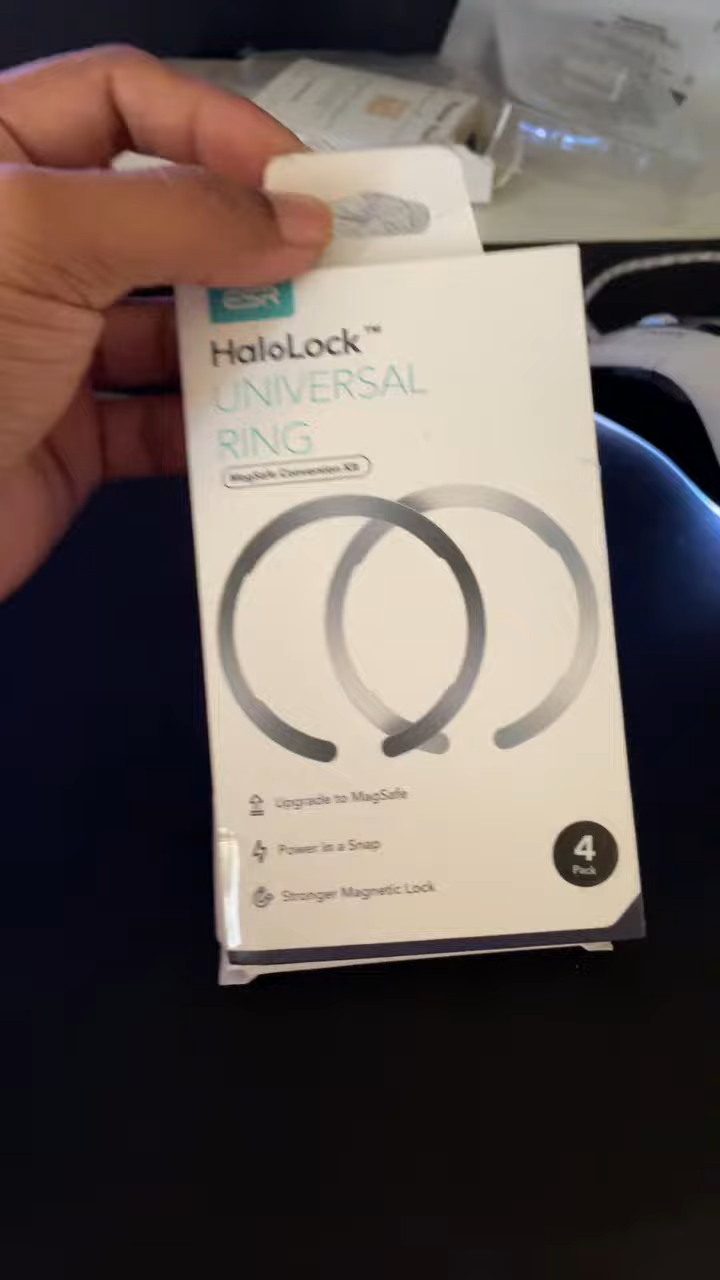 ESR
HaloLock™
UNIVERSAL
RING
MagSafe Conversion Kit
Upgrade to MagSafe
Power in a Snap
Stronger Magnetic Lock
4
Pack